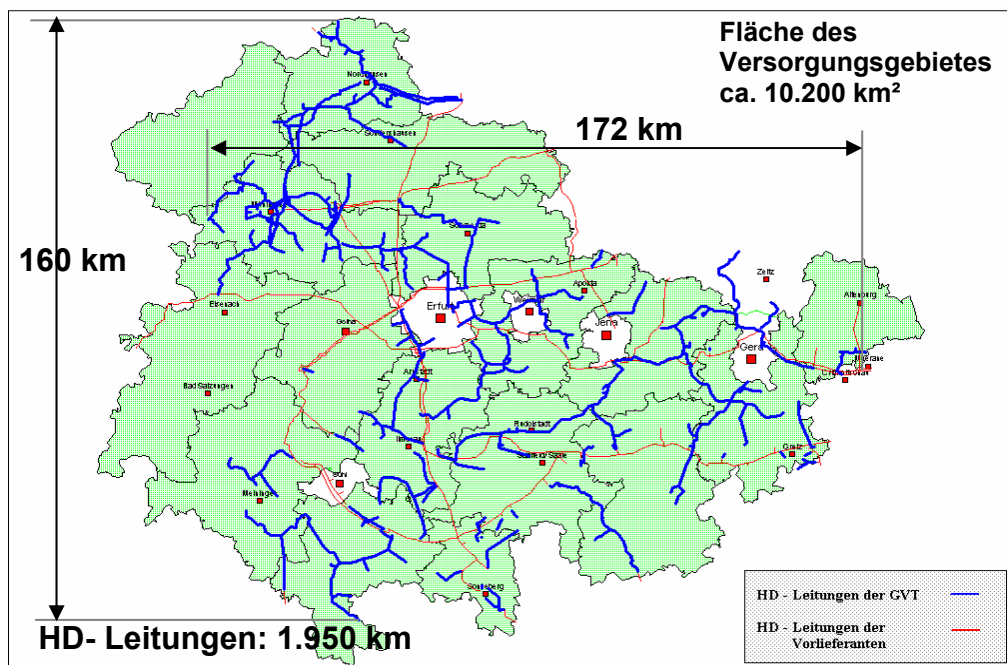 Fläche des
Versorgungsgebietes
ca. 10.200 km²
Nordhausen
172 km
Sondershausen
Sömmerda
160 km
Zeitz
Eisenach
Gotha
Erfurt
Weimar
Apolda
Jena
Gera
Altenburg
Meerane
Arnstadt
Bad Salzungen
Rudolstadt
Ilmenau
Saalfeld/Saale
Greiz
Suhl
Meiningen
Sonneberg
HD- Leitungen: 1.950 km
HD - Leitungen der GVT
HD - Leitungen der
Vorlieferanten